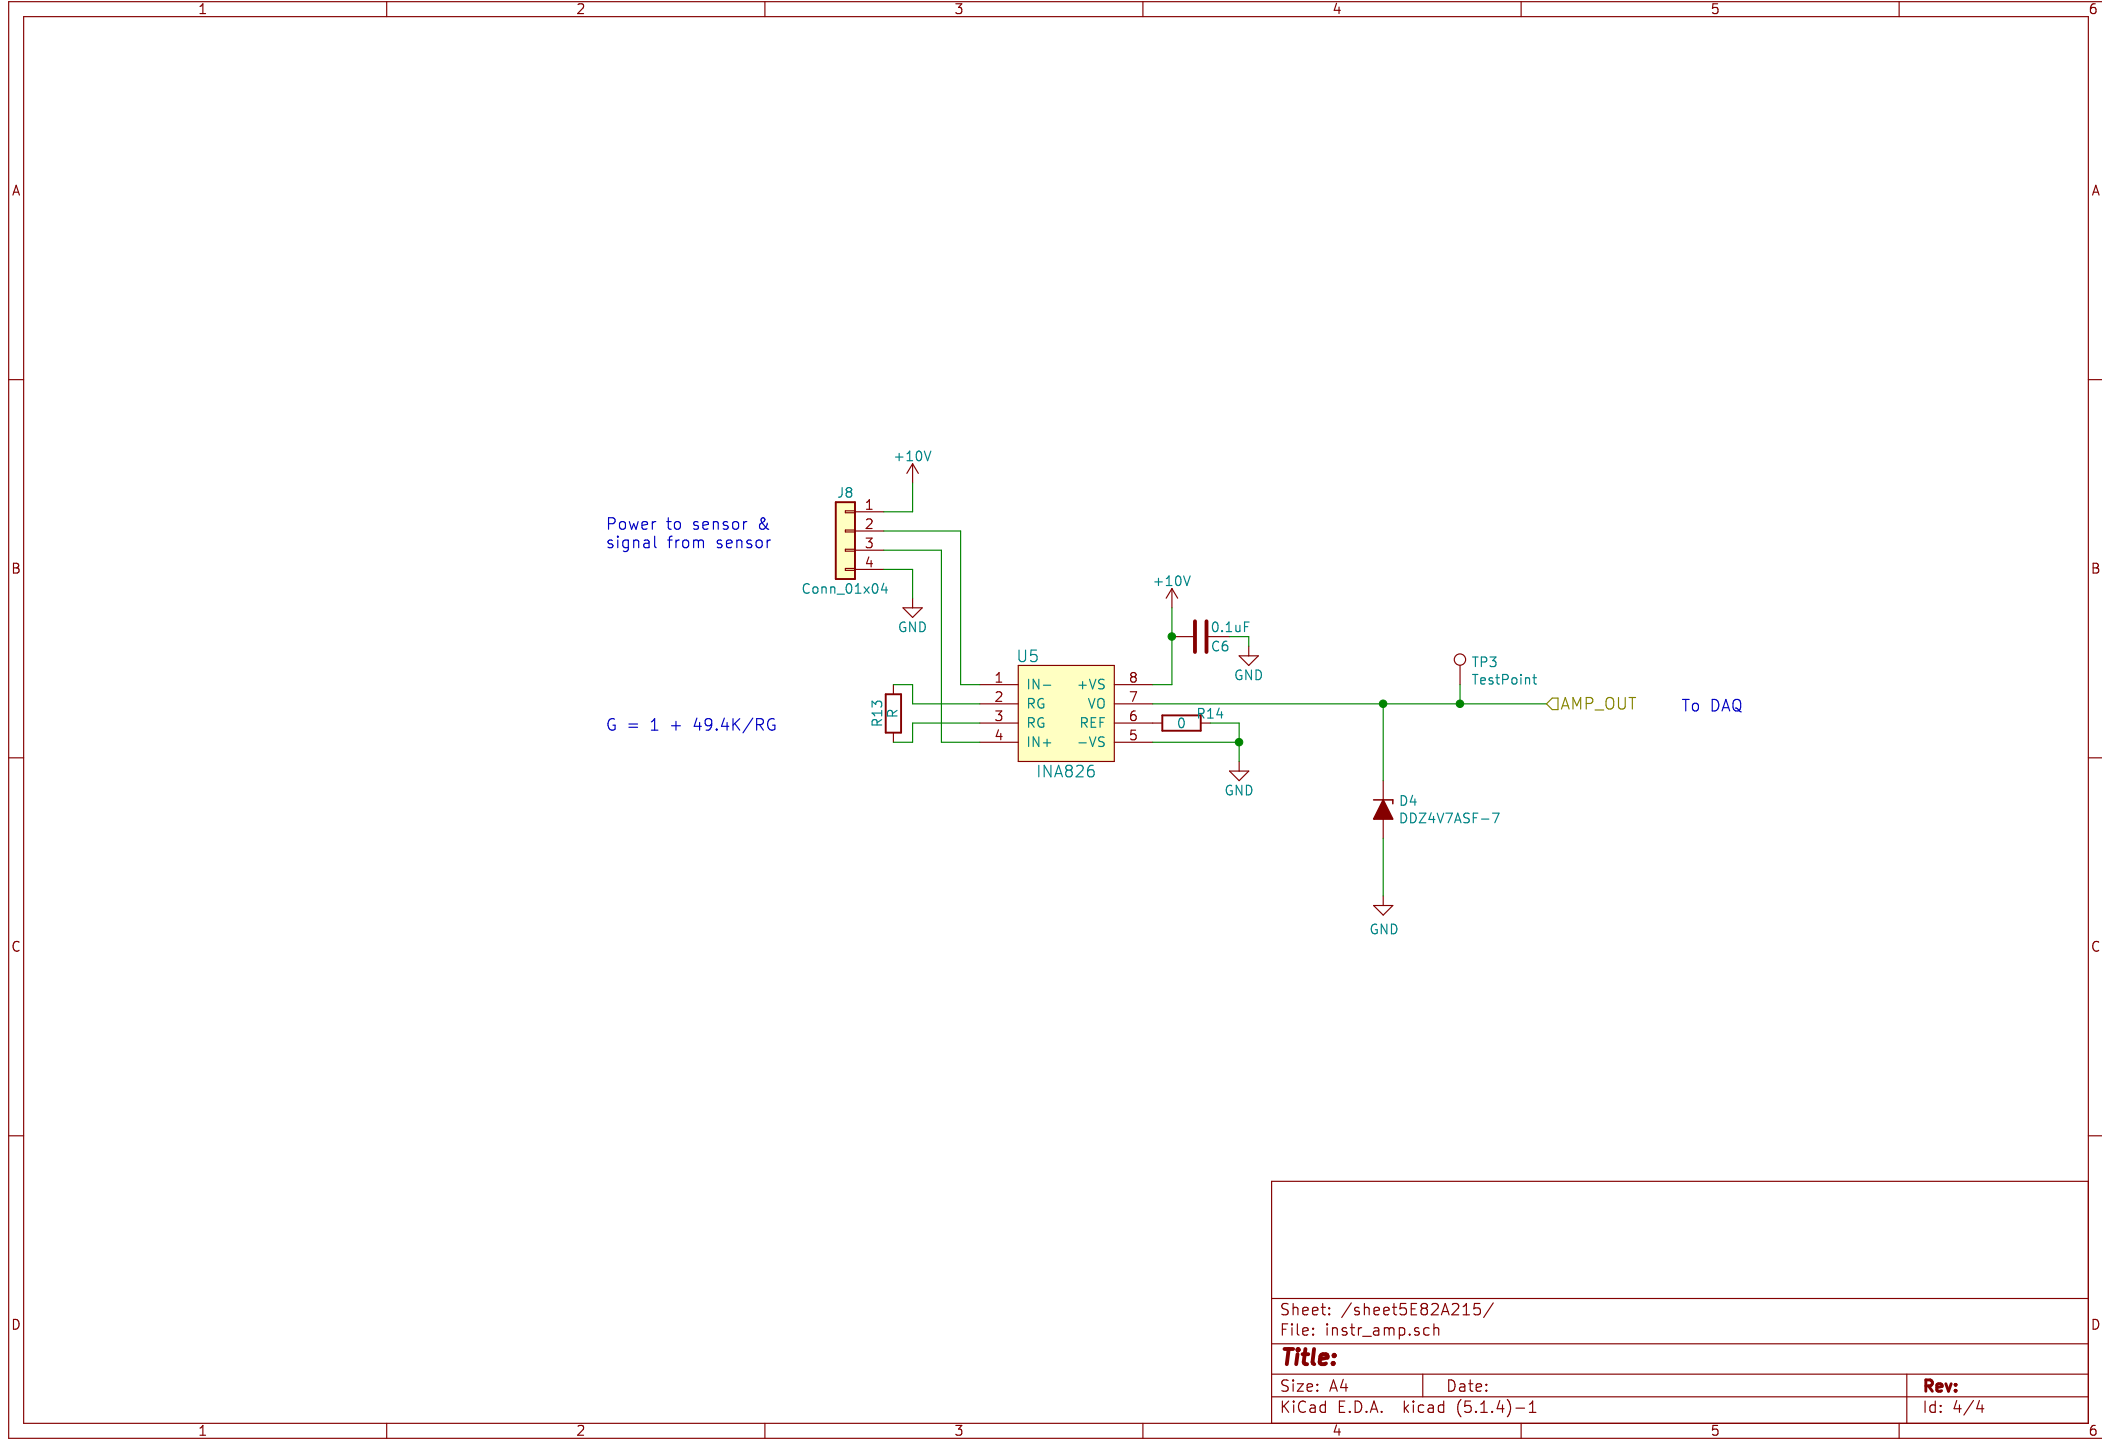 1 2 3 4 5 6
A A
+10V
J8
1
Power to sensor &
2
signal from sensor
3
B B
4
+10V
Conn_01x04
GND
0.1uF
C6
U5
TP3
GND
TestPoint
1 IN- +VS 8
2 RG VO 7
AMP_OUT
To DAQ
R13
R
R14
G = 1 + 49.4K/RG
3 RG REF 6
0
4 IN+ -VS 5
INA826
GND
D4
DDZ4V7ASF-7
GND
C C
Sheet: /sheet5E82A215/
D D
File: instr_amp.sch
Title:
Size: A4 Date: Rev:
KiCad E.D.A. kicad (5.1.4)-1 Id: 4/4
1 2 3 4 5 6